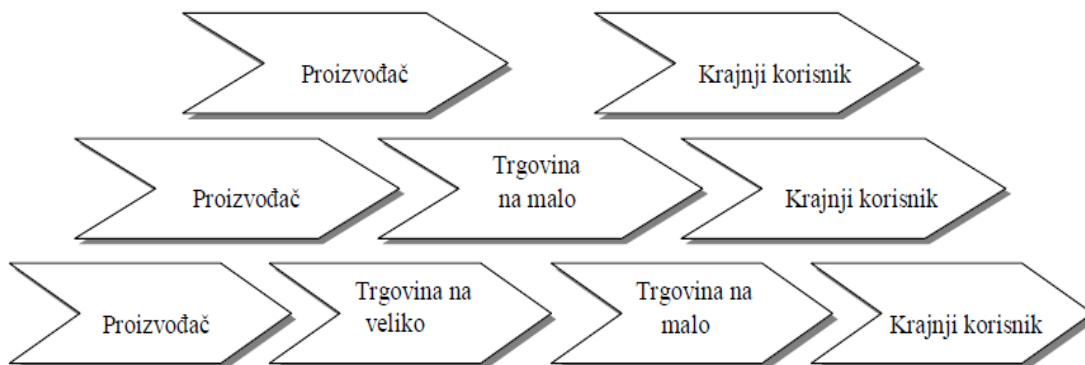 Proizvođač
Krajnji korisnik
Proizvođač
Trgovina
na malo
Krajnji korisnik
Proizvođač
Trgovina na
veliko
Trgovina na
malo
Krajnji korisnik